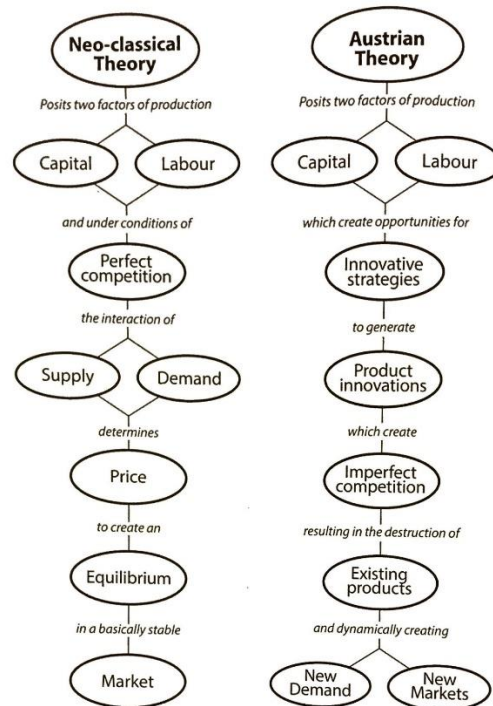 Neo-classical
Theory
Posits two factors of production
Capital
Labour
and under conditions of
Perfect
competition
the interaction of
Supply
Demand
determines
Price
to create an
Equilibrium
in a basically stable
Market
Austrian
Theory
Posits two factors of production
Capital
Labour
which create opportunities for
Innovative
strategies
to generate
Product
innovations
which create
Imperfect
competition
resulting in the destruction of
Existing
products
and dynamically creating
New
Demand
New
Markets